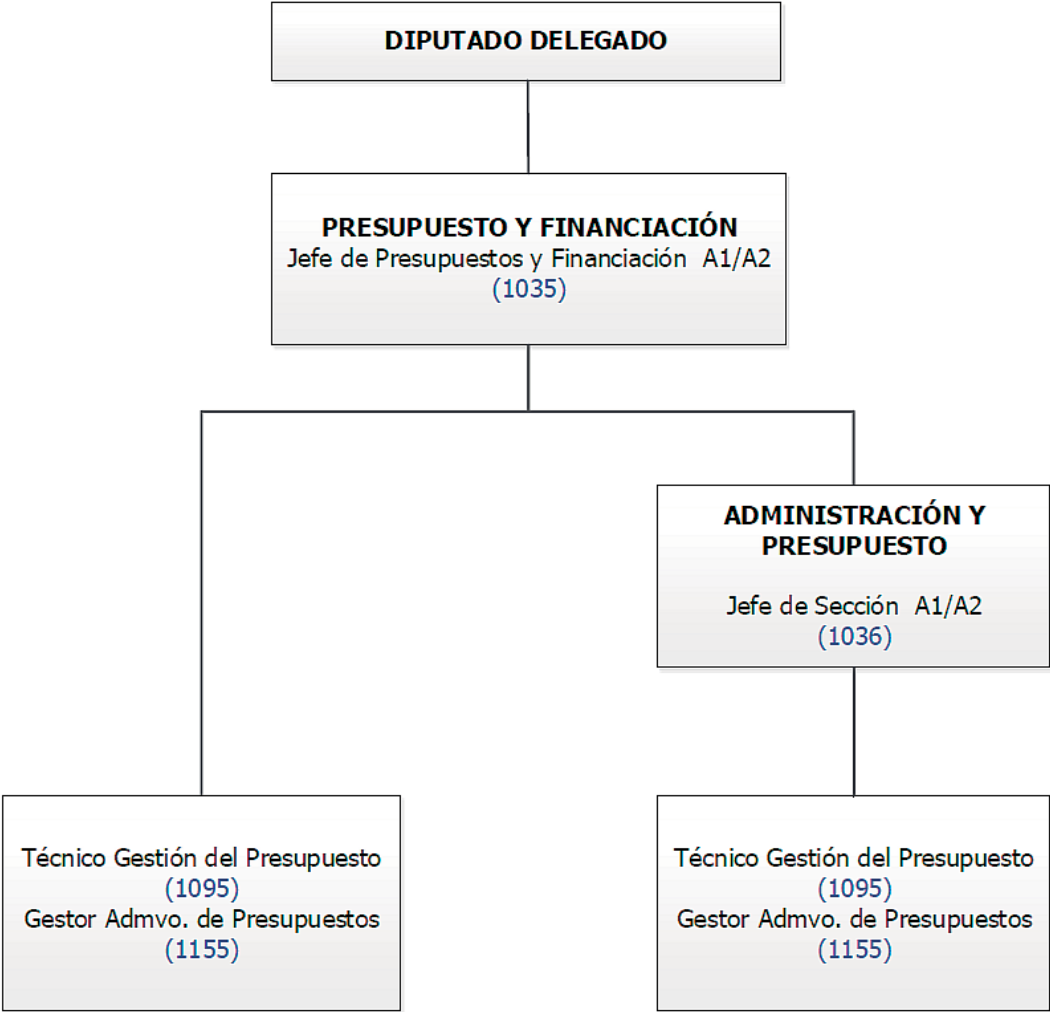 DIPUTADO DELEGADO
PRESUPUESTO Y FINANCIACIÓN
Jefe de Presupuestos y Financiación A1/A2
(1035)
ADMINISTRACIÓN Y
PRESUPUESTO
Jefe de Sección A1/A2
(1036)
Técnico Gestión del Presupuesto
(1095)
Gestor Admvo. de Presupuestos
(1155)
Técnico Gestión del Presupuesto
(1095)
Gestor Admvo. de Presupuestos
(1155)